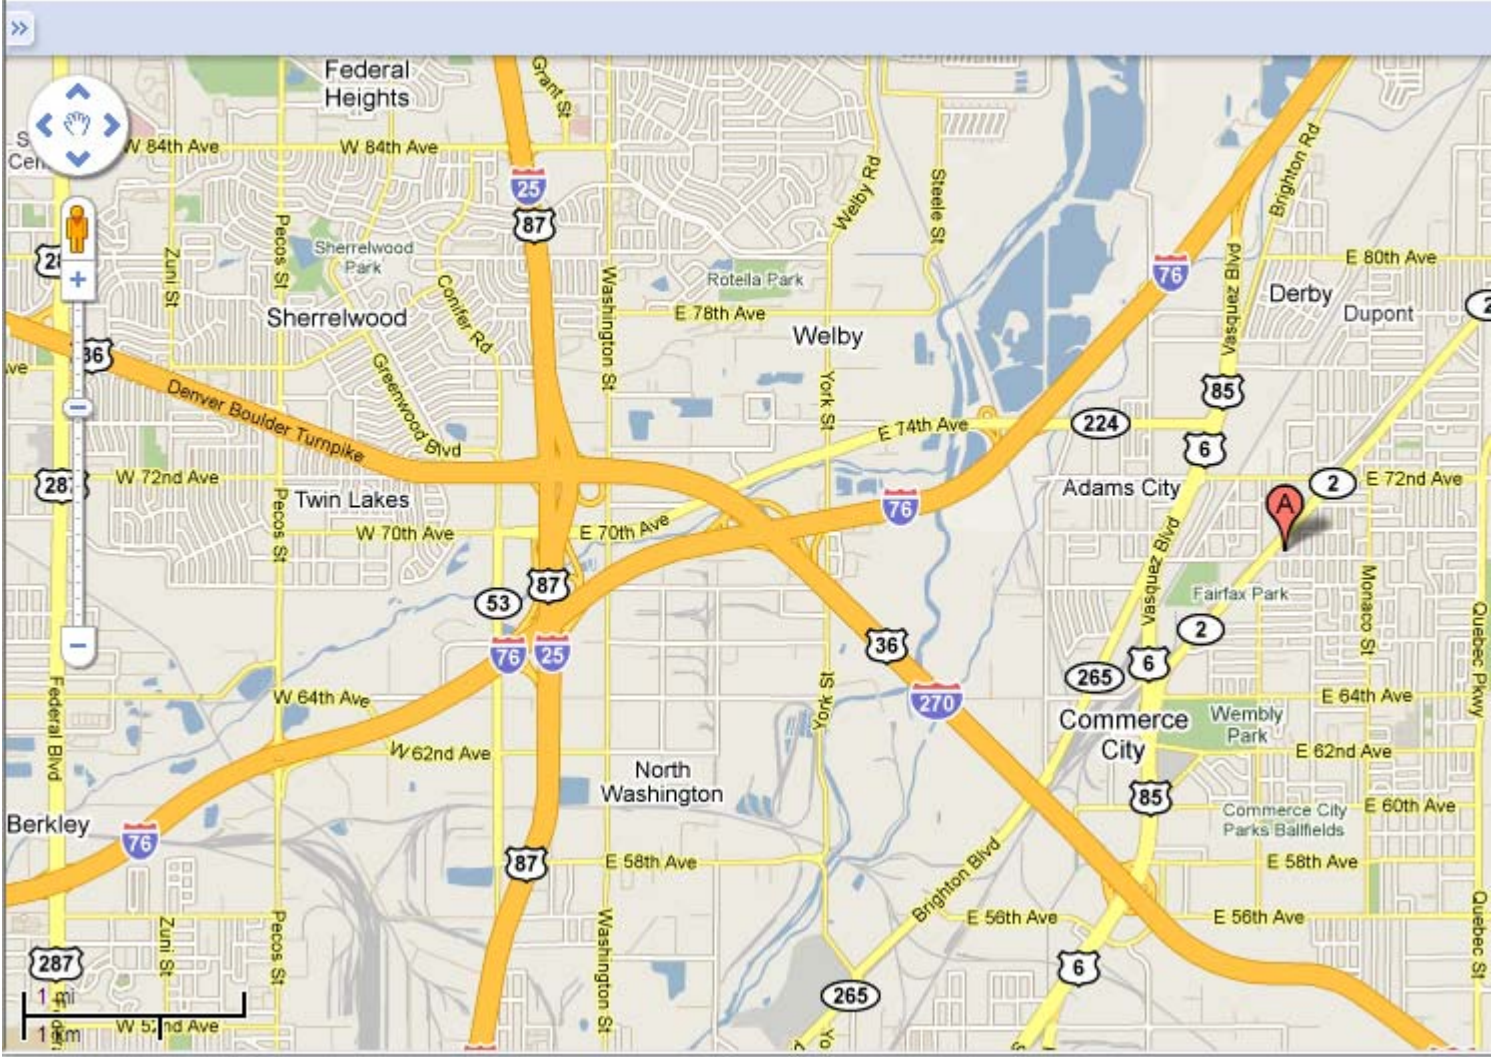 »
Federal
Heights
Grant St
W 84th Ave
W 84th Ave
25
87
Welby Rd
Steele St
Brighton Rd
Zuni St
Pecos St
Sherrelwood
Park
Conifer Rd
Washington St
Rotella Park
76
Vasquez Blvd
E 80th Ave
Derby
Dupont
Sherrelwood
E 78th Ave
Welby
36
Denver Boulder Turnpike
Greenwood Blvd
York St
E 74th Ave
224
85
6
W 72nd Ave
Pecos St
Twin Lakes
Adams City
2
E 72nd Ave
A
76
W 70th Ave
E 70th Ave
Vasquez Blvd
Fairfax Park
Monaco St
Quebec Pkwy
53
87
76
25
36
2
6
265
270
Federal Blvd
W 64th Ave
York St
E 64th Ave
Commerce
City
Wembly
Park
W 62nd Ave
E 62nd Ave
North
Washington
85
Commerce City
Parks Ballfields
E 60th Ave
Berkley
76
87
E 58th Ave
E 58th Ave
Brighton Blvd
E 56th Ave
E 56th Ave
Zuni St
Pecos St
Washington St
Quebec St
287
6
265
1 mi
1 km